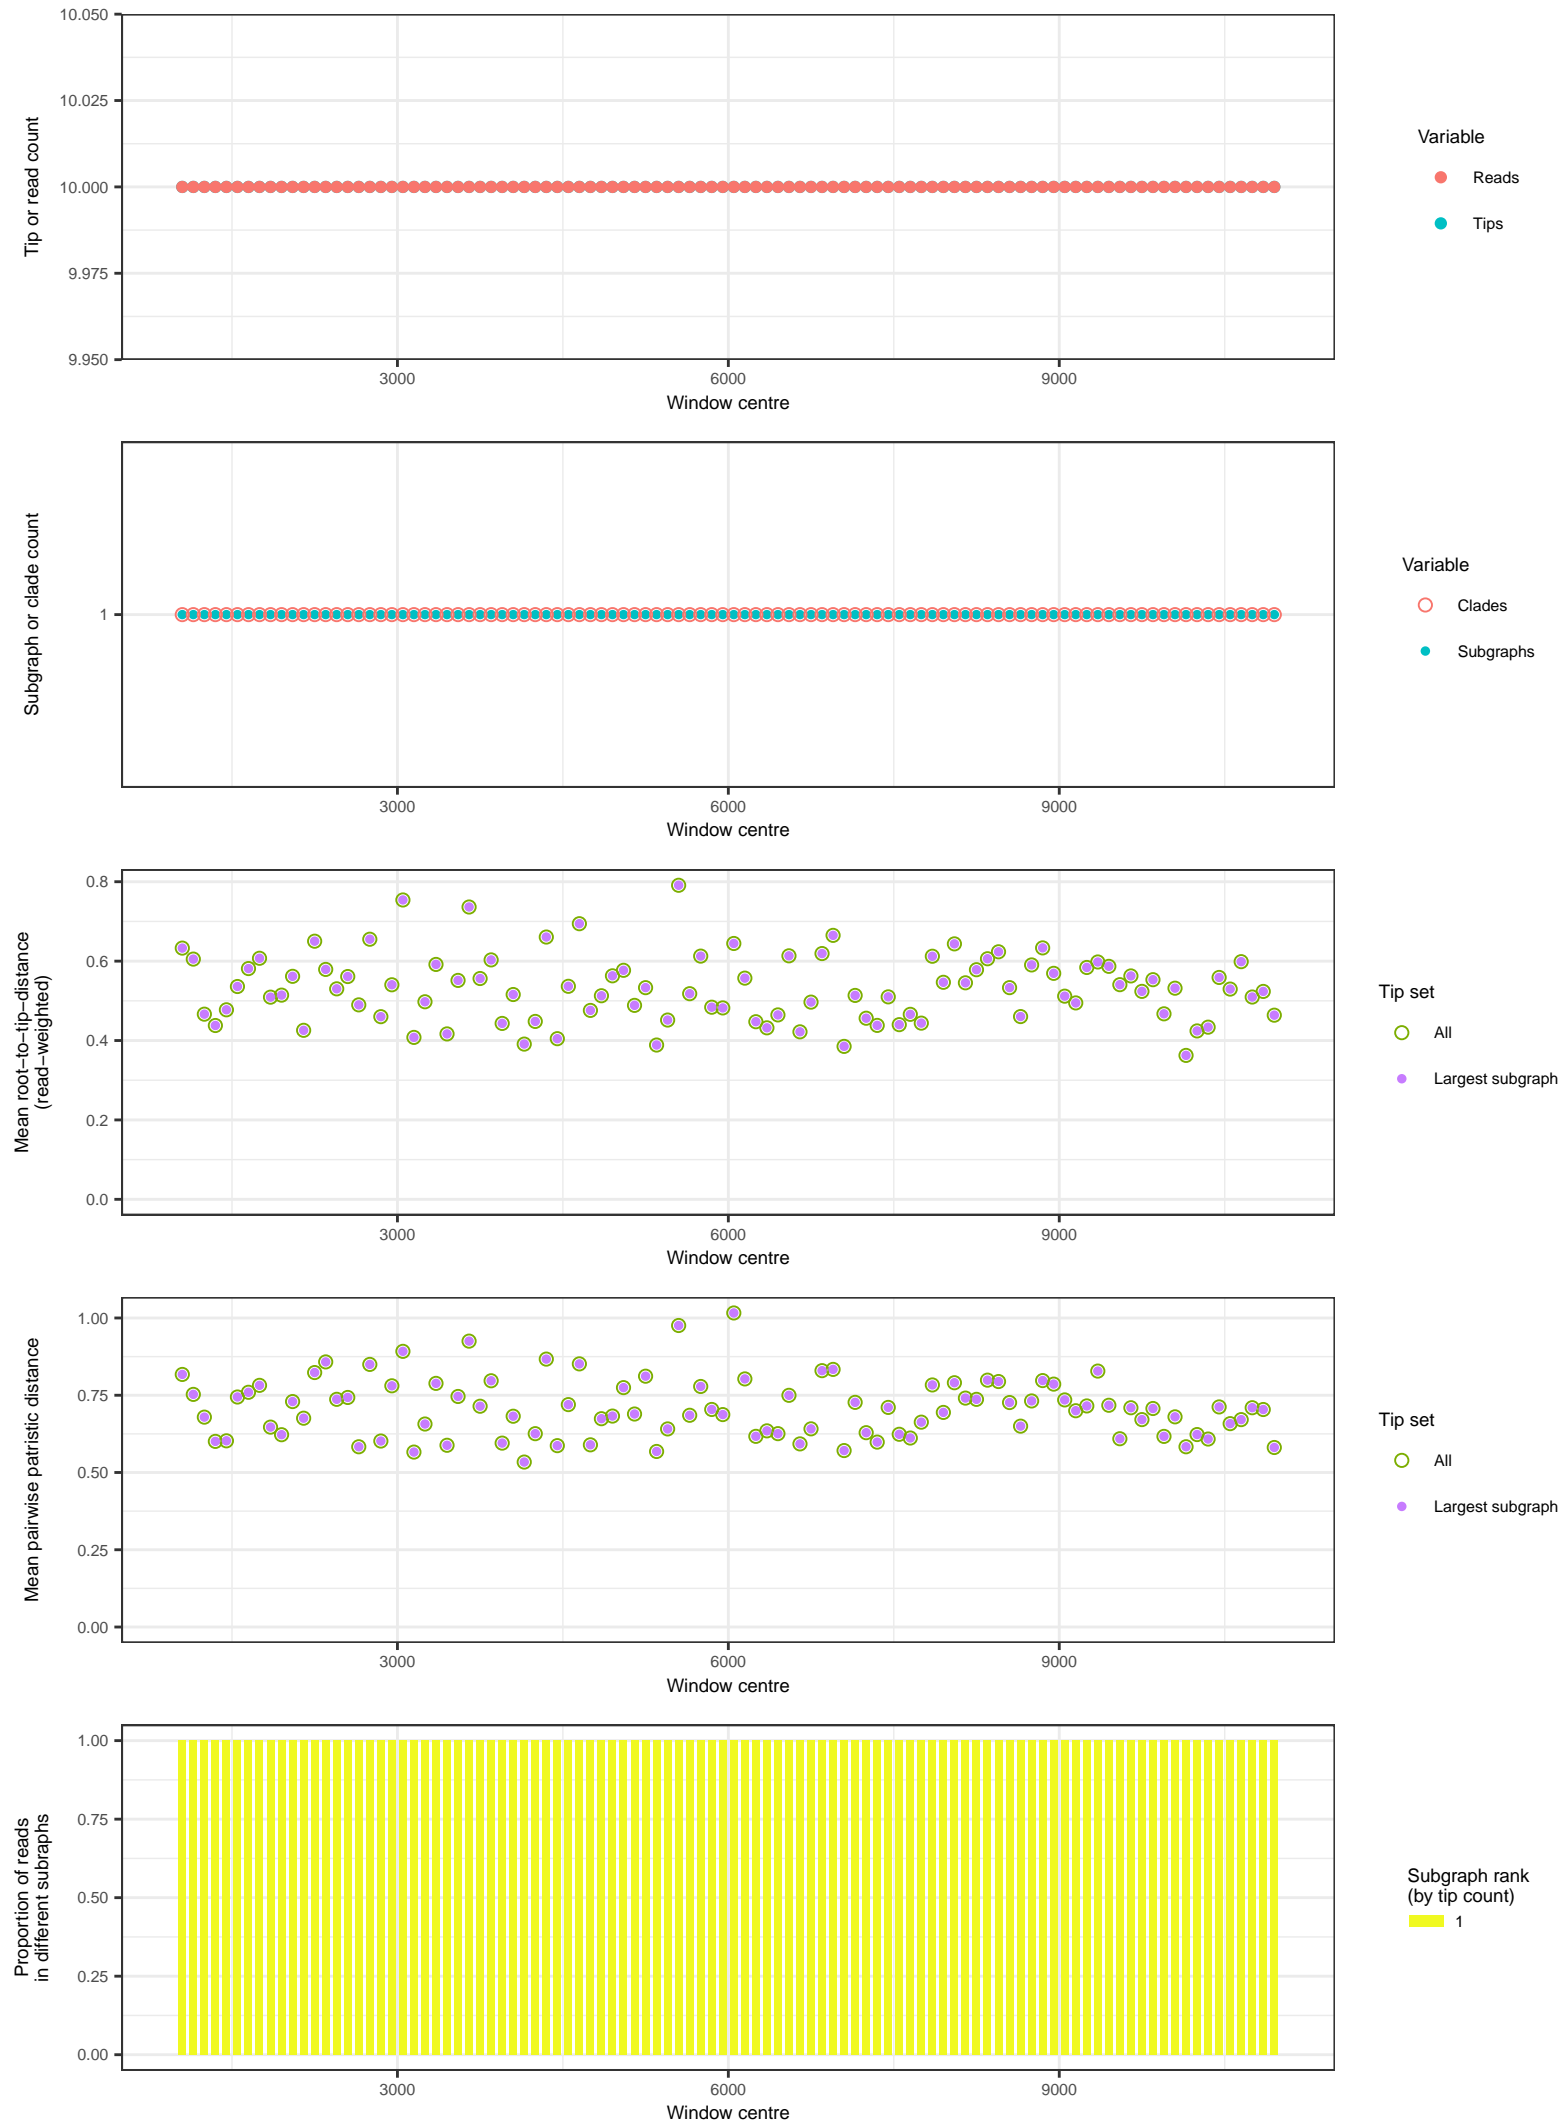 10.050
10.025
10.000
9.975
9.950
Tip or read count
3000
6000
9000
Window centre
Variable
Reads
Tips
1
Subgraph or clade count
3000
6000
9000
Window centre
Variable
Clades
Subgraphs
0.8
0.6
0.4
0.2
0.0
Mean root−to−tip−distance
(read−weighted)
3000
6000
9000
Window centre
Tip set
All
Largest subgraph
1.00
0.75
0.50
0.25
0.00
Mean pairwise patristic distance
3000
6000
9000
Window centre
Tip set
All
Largest subgraph
1.00
0.75
0.50
0.25
0.00
Proportion of reads
in different subraphs
3000
6000
9000
Window centre
Subgraph rank
(by tip count)
1